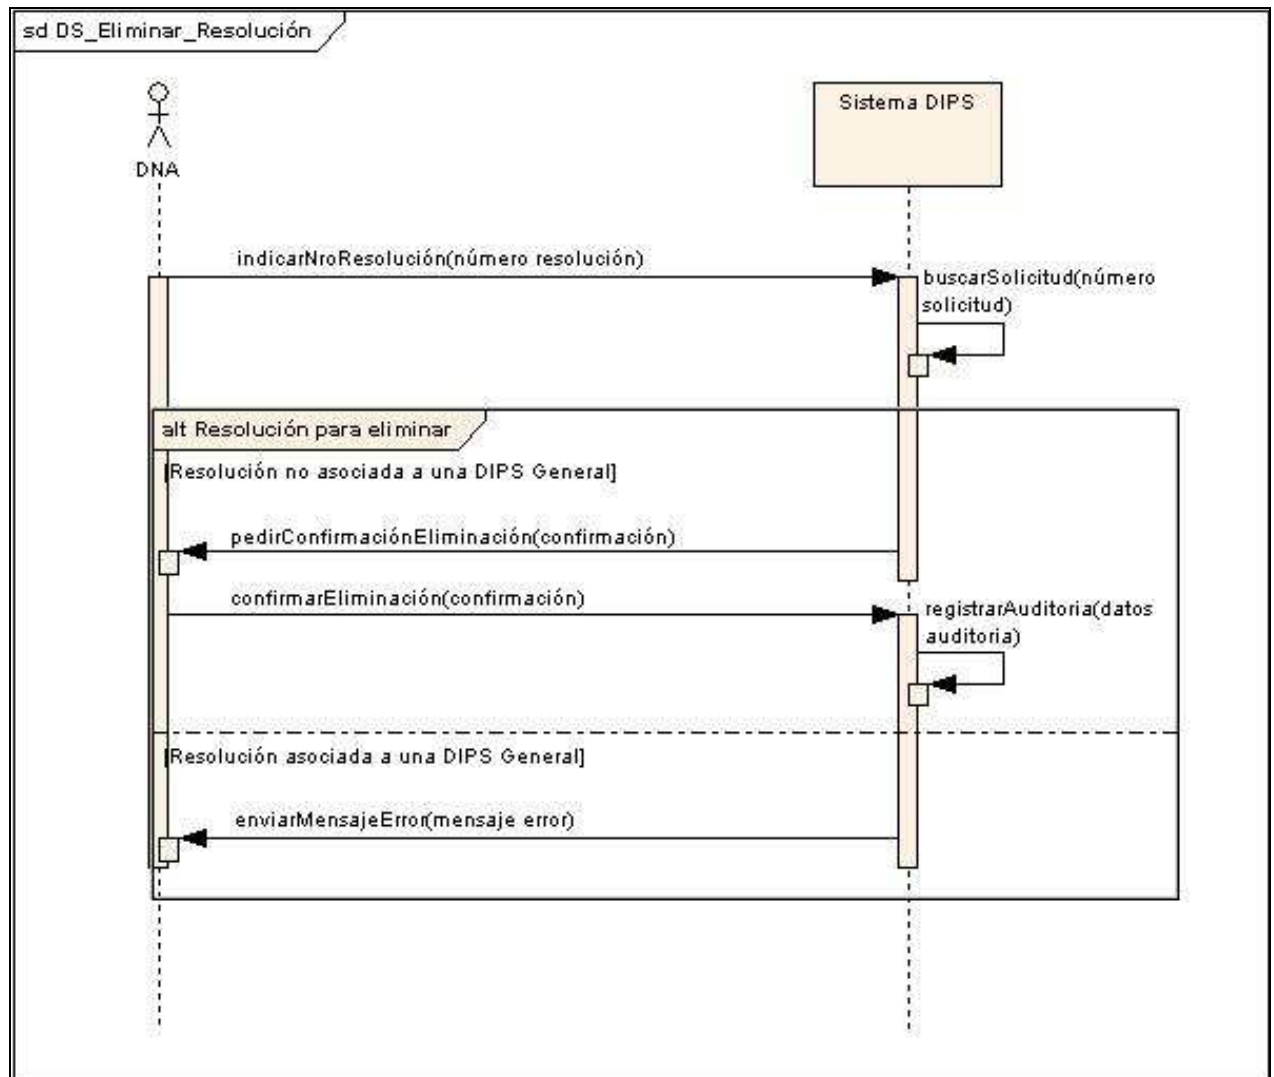 sd DS_Eliminar_Resolución
Sistema DIPS
DNA
indicarNroResolución(número resolución)
buscarSolicitud(número
solicitud)
alt Resolución para eliminar
[Resolución no asociada a una DIPS General]
pedirConfirmaciónEliminación(confirmación)
confirmarEliminación(confirmación)
registrarAuditoria(datos
auditoria)
[Resolución asociada a una DIPS General]
enviarMensajeError(mensaje error)